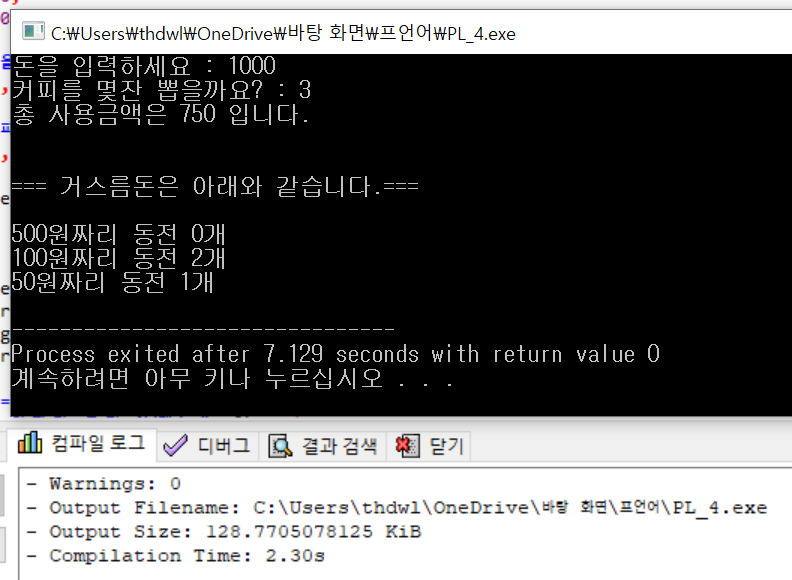 C:₩Users₩thdwl₩OneDrive₩바탕 화면₩프언어₩PL_4.exe
돈을 입력하세요 : 1000
커피를 몇잔 뽑을까요? : 3
총 사용금액은 750 입니다.
=== 거스름돈은 아래와 같습니다.===
500원짜리 동전 0개
100원짜리 동전 2개
50원짜리 동전 1개
--------------------------------
Process exited after 7.129 seconds with return value 0
계속하려면 아무 키나 누르십시오 . . .
컴파일 로그 디버그 결과 검색 닫기
- Warnings: 0
- Output Filename: C:\Users\thdwl\OneDrive\바탕 화면\프언어\PL_4.exe
- Output Size: 128.7705078125 KiB
- Compilation Time: 2.30s